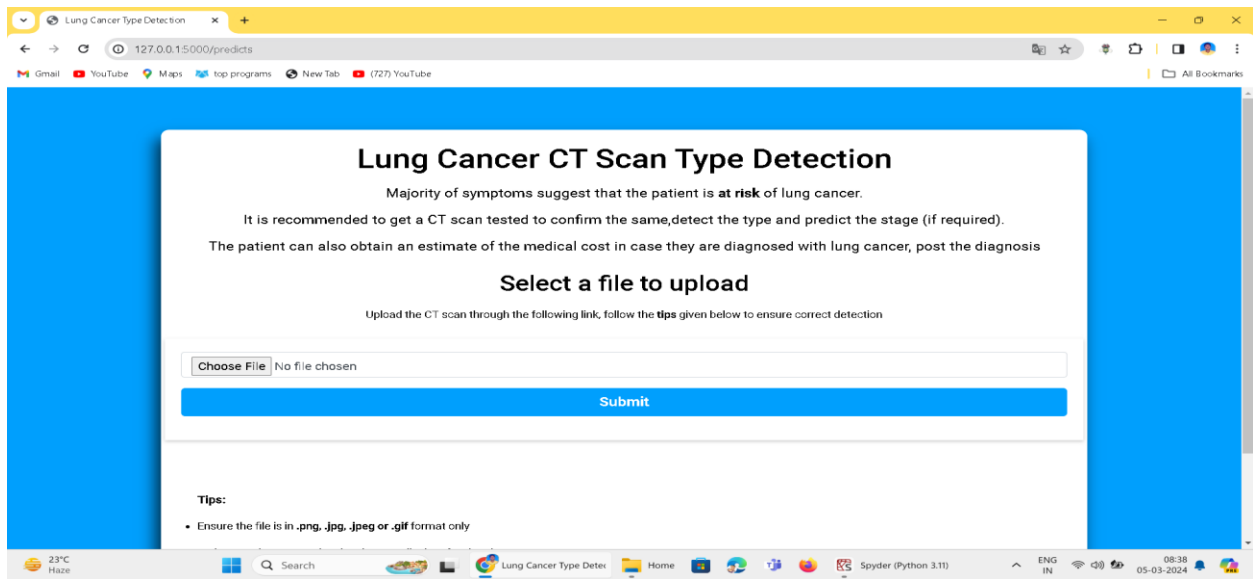 Lung Cancer Type Detection
127.0.0.1:5000/predicts
Gmail YouTube Maps top programs New Tab (727) YouTube All Bookmarks
Lung Cancer CT Scan Type Detection
Majority of symptoms suggest that the patient is at risk of lung cancer.
It is recommended to get a CT scan tested to confirm the same,detect the type and predict the stage (if required).
The patient can also obtain an estimate of the medical cost in case they are diagnosed with lung cancer, post the diagnosis
Select a file to upload
Upload the CT scan through the following link, follow the tips given below to ensure correct detection
Choose File No file chosen
Submit
Tips:
• Ensure the file is in .png, .jpg, .jpeg or .gif format only
23°C Search Lung Cancer Type Detec Home Spyder (Python 3.11) ENG 08:38
Haze IN 05-03-2024